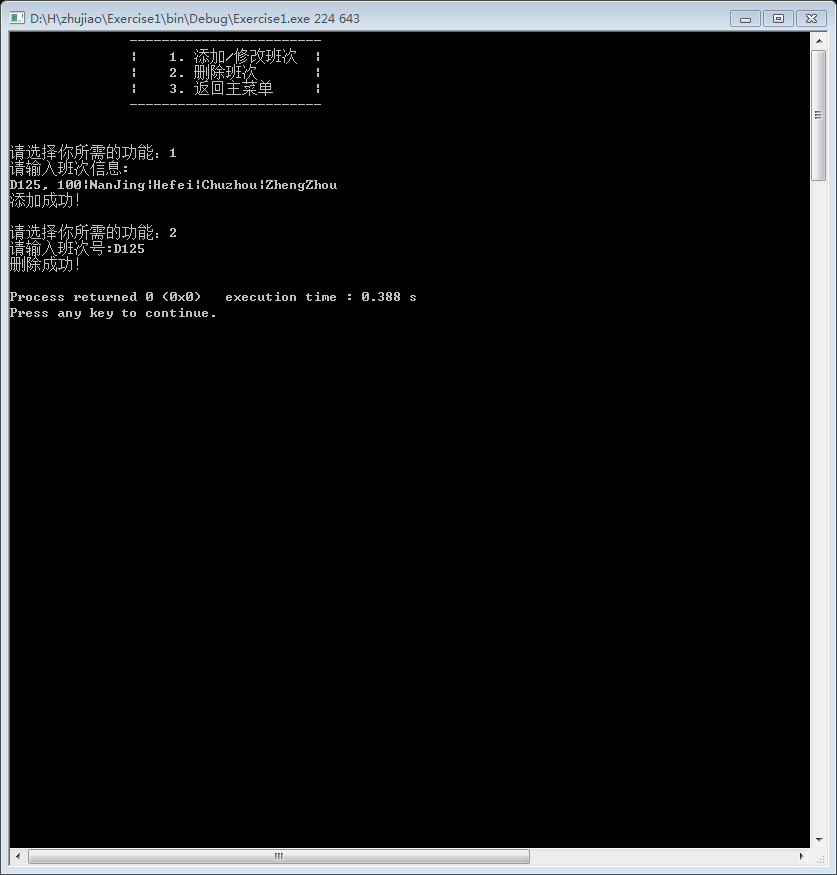 D:\H\zhujiao\Exercise1\bin\Debug\Exercise1.exe 224 643
------------------------
¦    1. 添加/修改班次  ¦
¦    2. 删除班次       ¦
¦    3. 返回主菜单     ¦
------------------------
请选择你所需的功能：1
请输入班次信息：
D125, 100¦NanJing¦Hefei¦Chuzhou¦ZhengZhou
添加成功！
请选择你所需的功能：2
请输入班次号:D125
删除成功！
Process returned 0 (0x0)   execution time : 0.388 s
Press any key to continue.